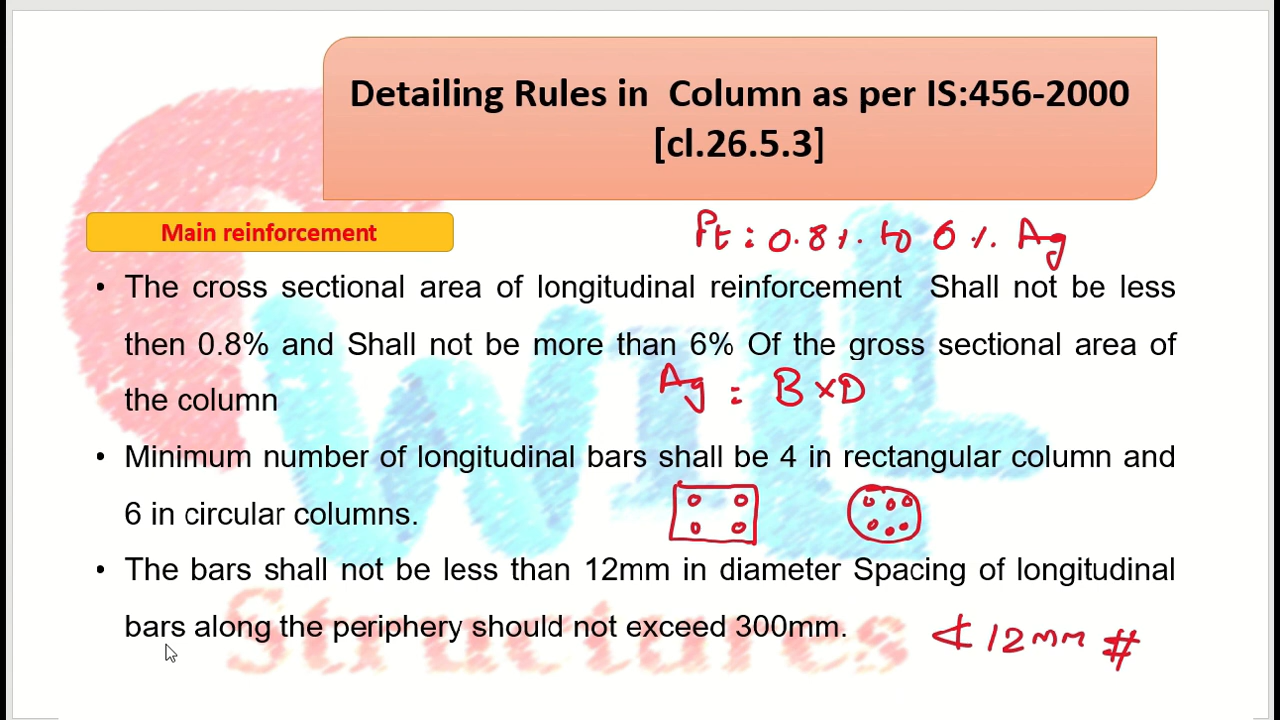 Detailing Rules in Column as per IS:456-2000
[cl.26.5.3]
Main reinforcement
Pt : 0.8%. to 6 %. Ag
• The cross sectional area of longitudinal reinforcement Shall not be less
then 0.8% and Shall not be more than 6% Of the gross sectional area of
the column
Ag = B × D
• Minimum number of longitudinal bars shall be 4 in rectangular column and
6 in circular columns.
• The bars shall not be less than 12mm in diameter Spacing of longitudinal
bars along the periphery should not exceed 300mm.
≮ 12mm #
WILL
Structures